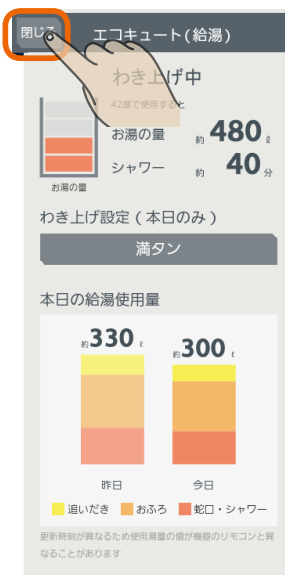 閉じる
エコキュート(給湯)
わき上げ中
42度で使用すると
お湯の量 約 480 ℓ
シャワー 約 40 分
お湯の量
わき上げ設定 ( 本日のみ )
満タン
本日の給湯使用量
約330 ℓ
約300 ℓ
昨日 今日
追いだき おふろ 蛇口・シャワー
更新時刻が異なるため使用湯量の値が機器のリモコンと異
なることがあります